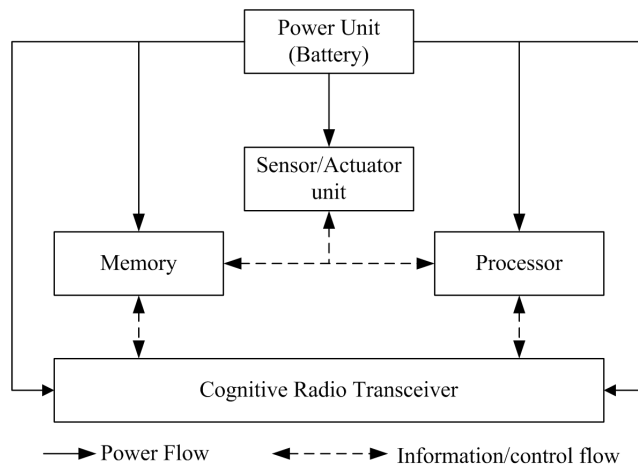 Power Unit
(Battery)
Sensor/Actuator
unit
Memory
Processor
Cognitive Radio Transceiver
Power Flow
Information/control flow